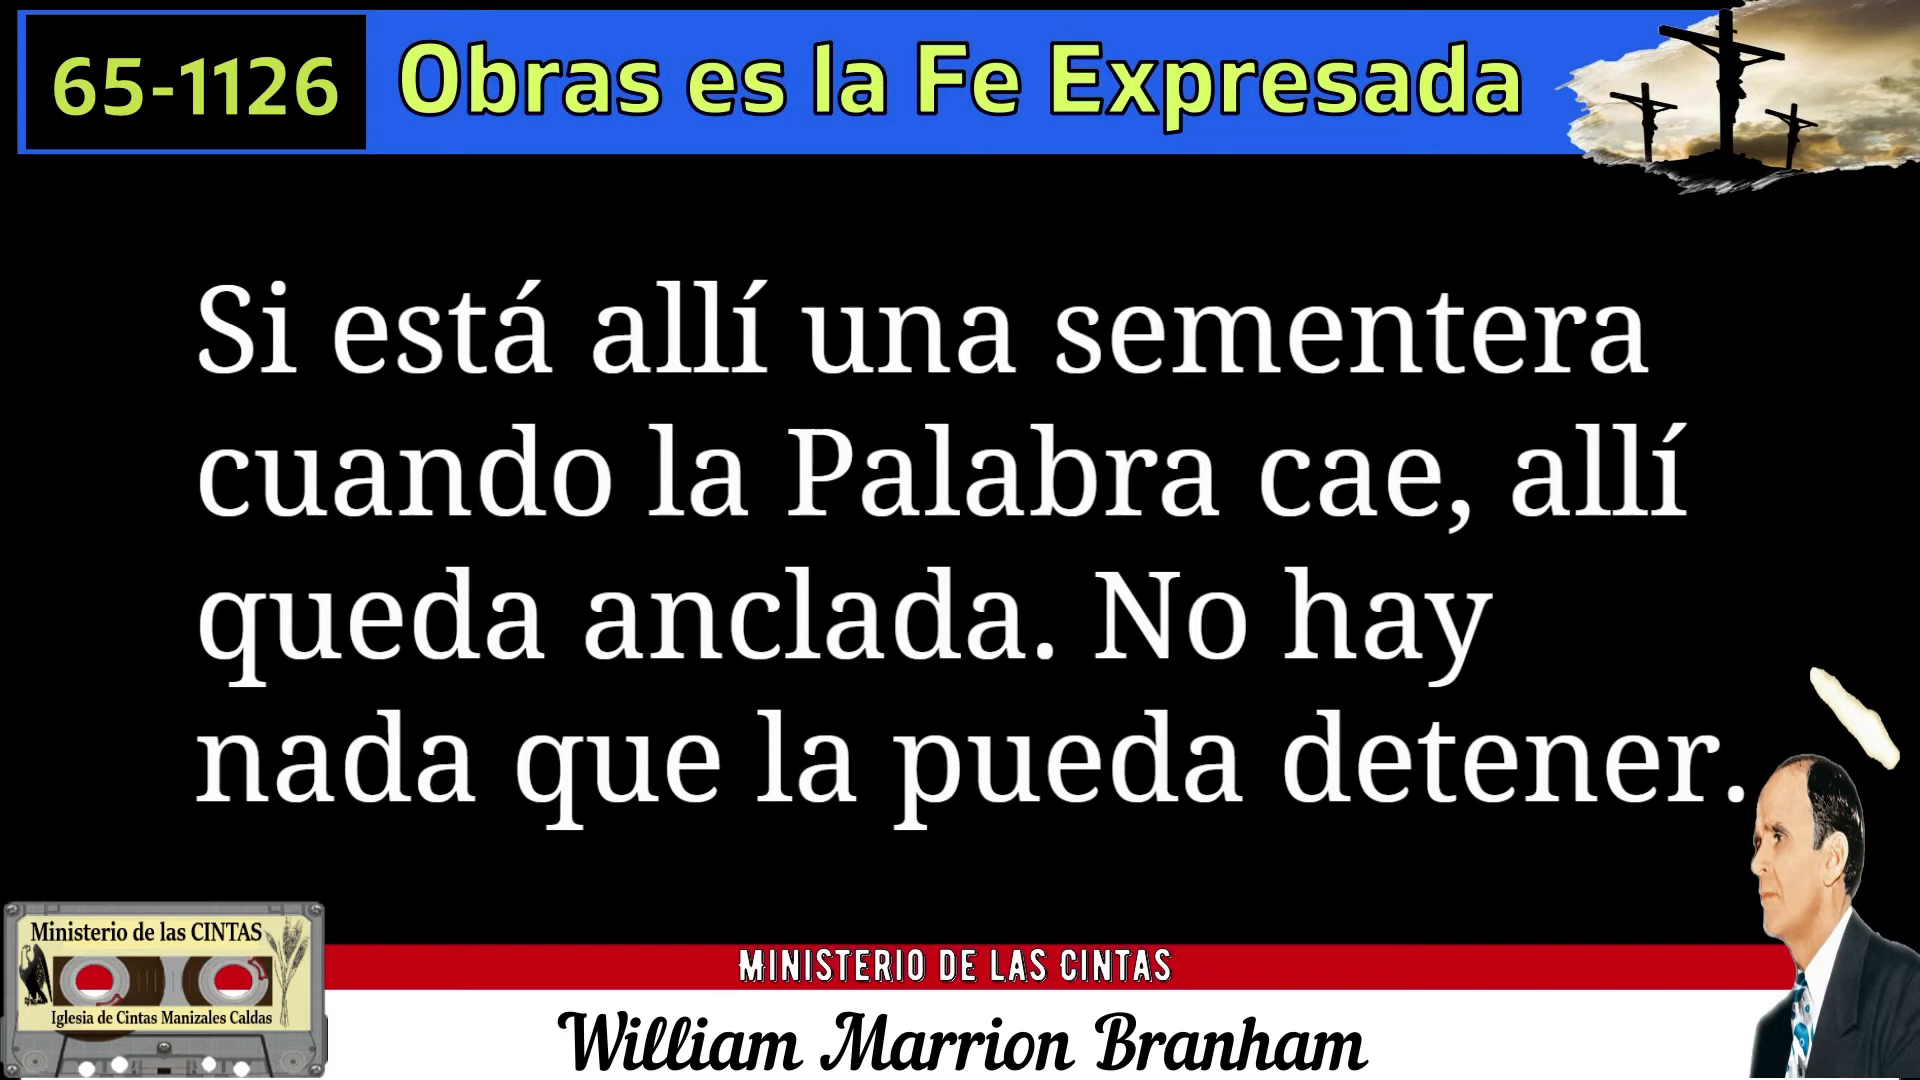 65-1126
Obras es la Fe Expresada
Si está allí una sementera
cuando la Palabra cae, allí
queda anclada. No hay
nada que la pueda detener.
Ministerio de las CINTAS
Iglesia de Cintas Manizales Caldas
MINISTERIO DE LAS CINTAS
William Marrion Branham